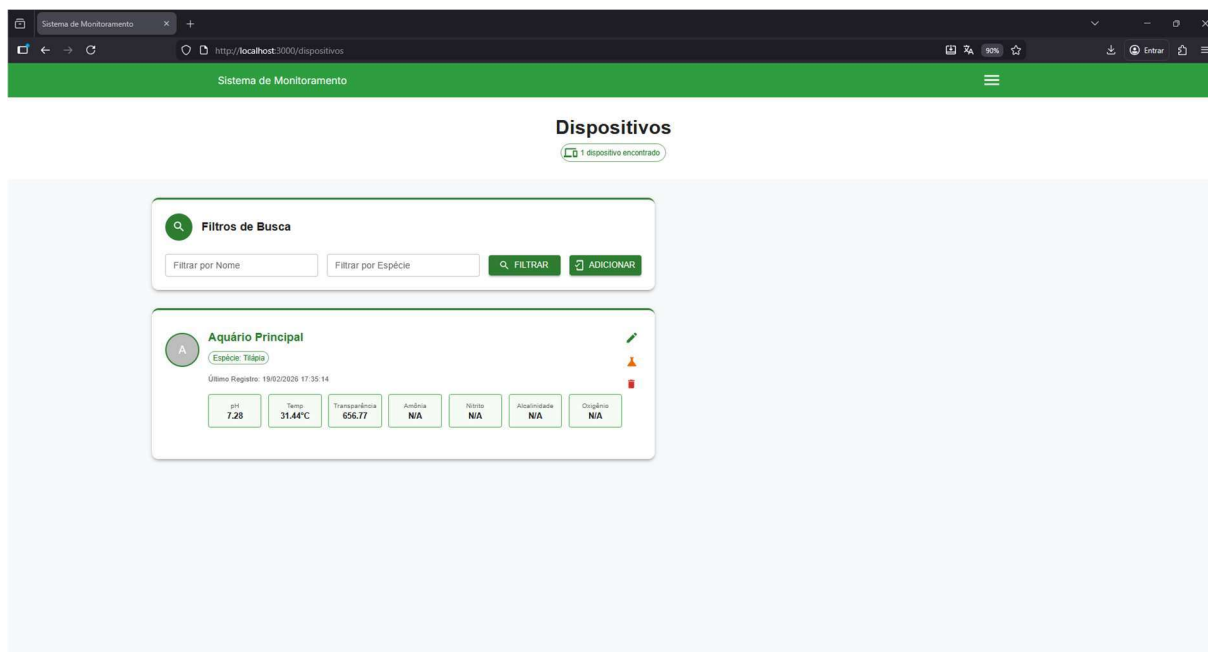 Sistema de Monitoramento
http://localhost:3000/dispositivos
90%
Entrar
Sistema de Monitoramento
Dispositivos
1 dispositivo encontrado
Filtros de Busca
Filtrar por Nome
Filtrar por Espécie
FILTRAR
ADICIONAR
A
Aquário Principal
Espécie: Tilápia
Último Registro: 19/02/2026 17:35:14
pH
7.28
Temp
31.44°C
Transparência
656.77
Amônia
N/A
Nitrito
N/A
Alcalinidade
N/A
Oxigênio
N/A